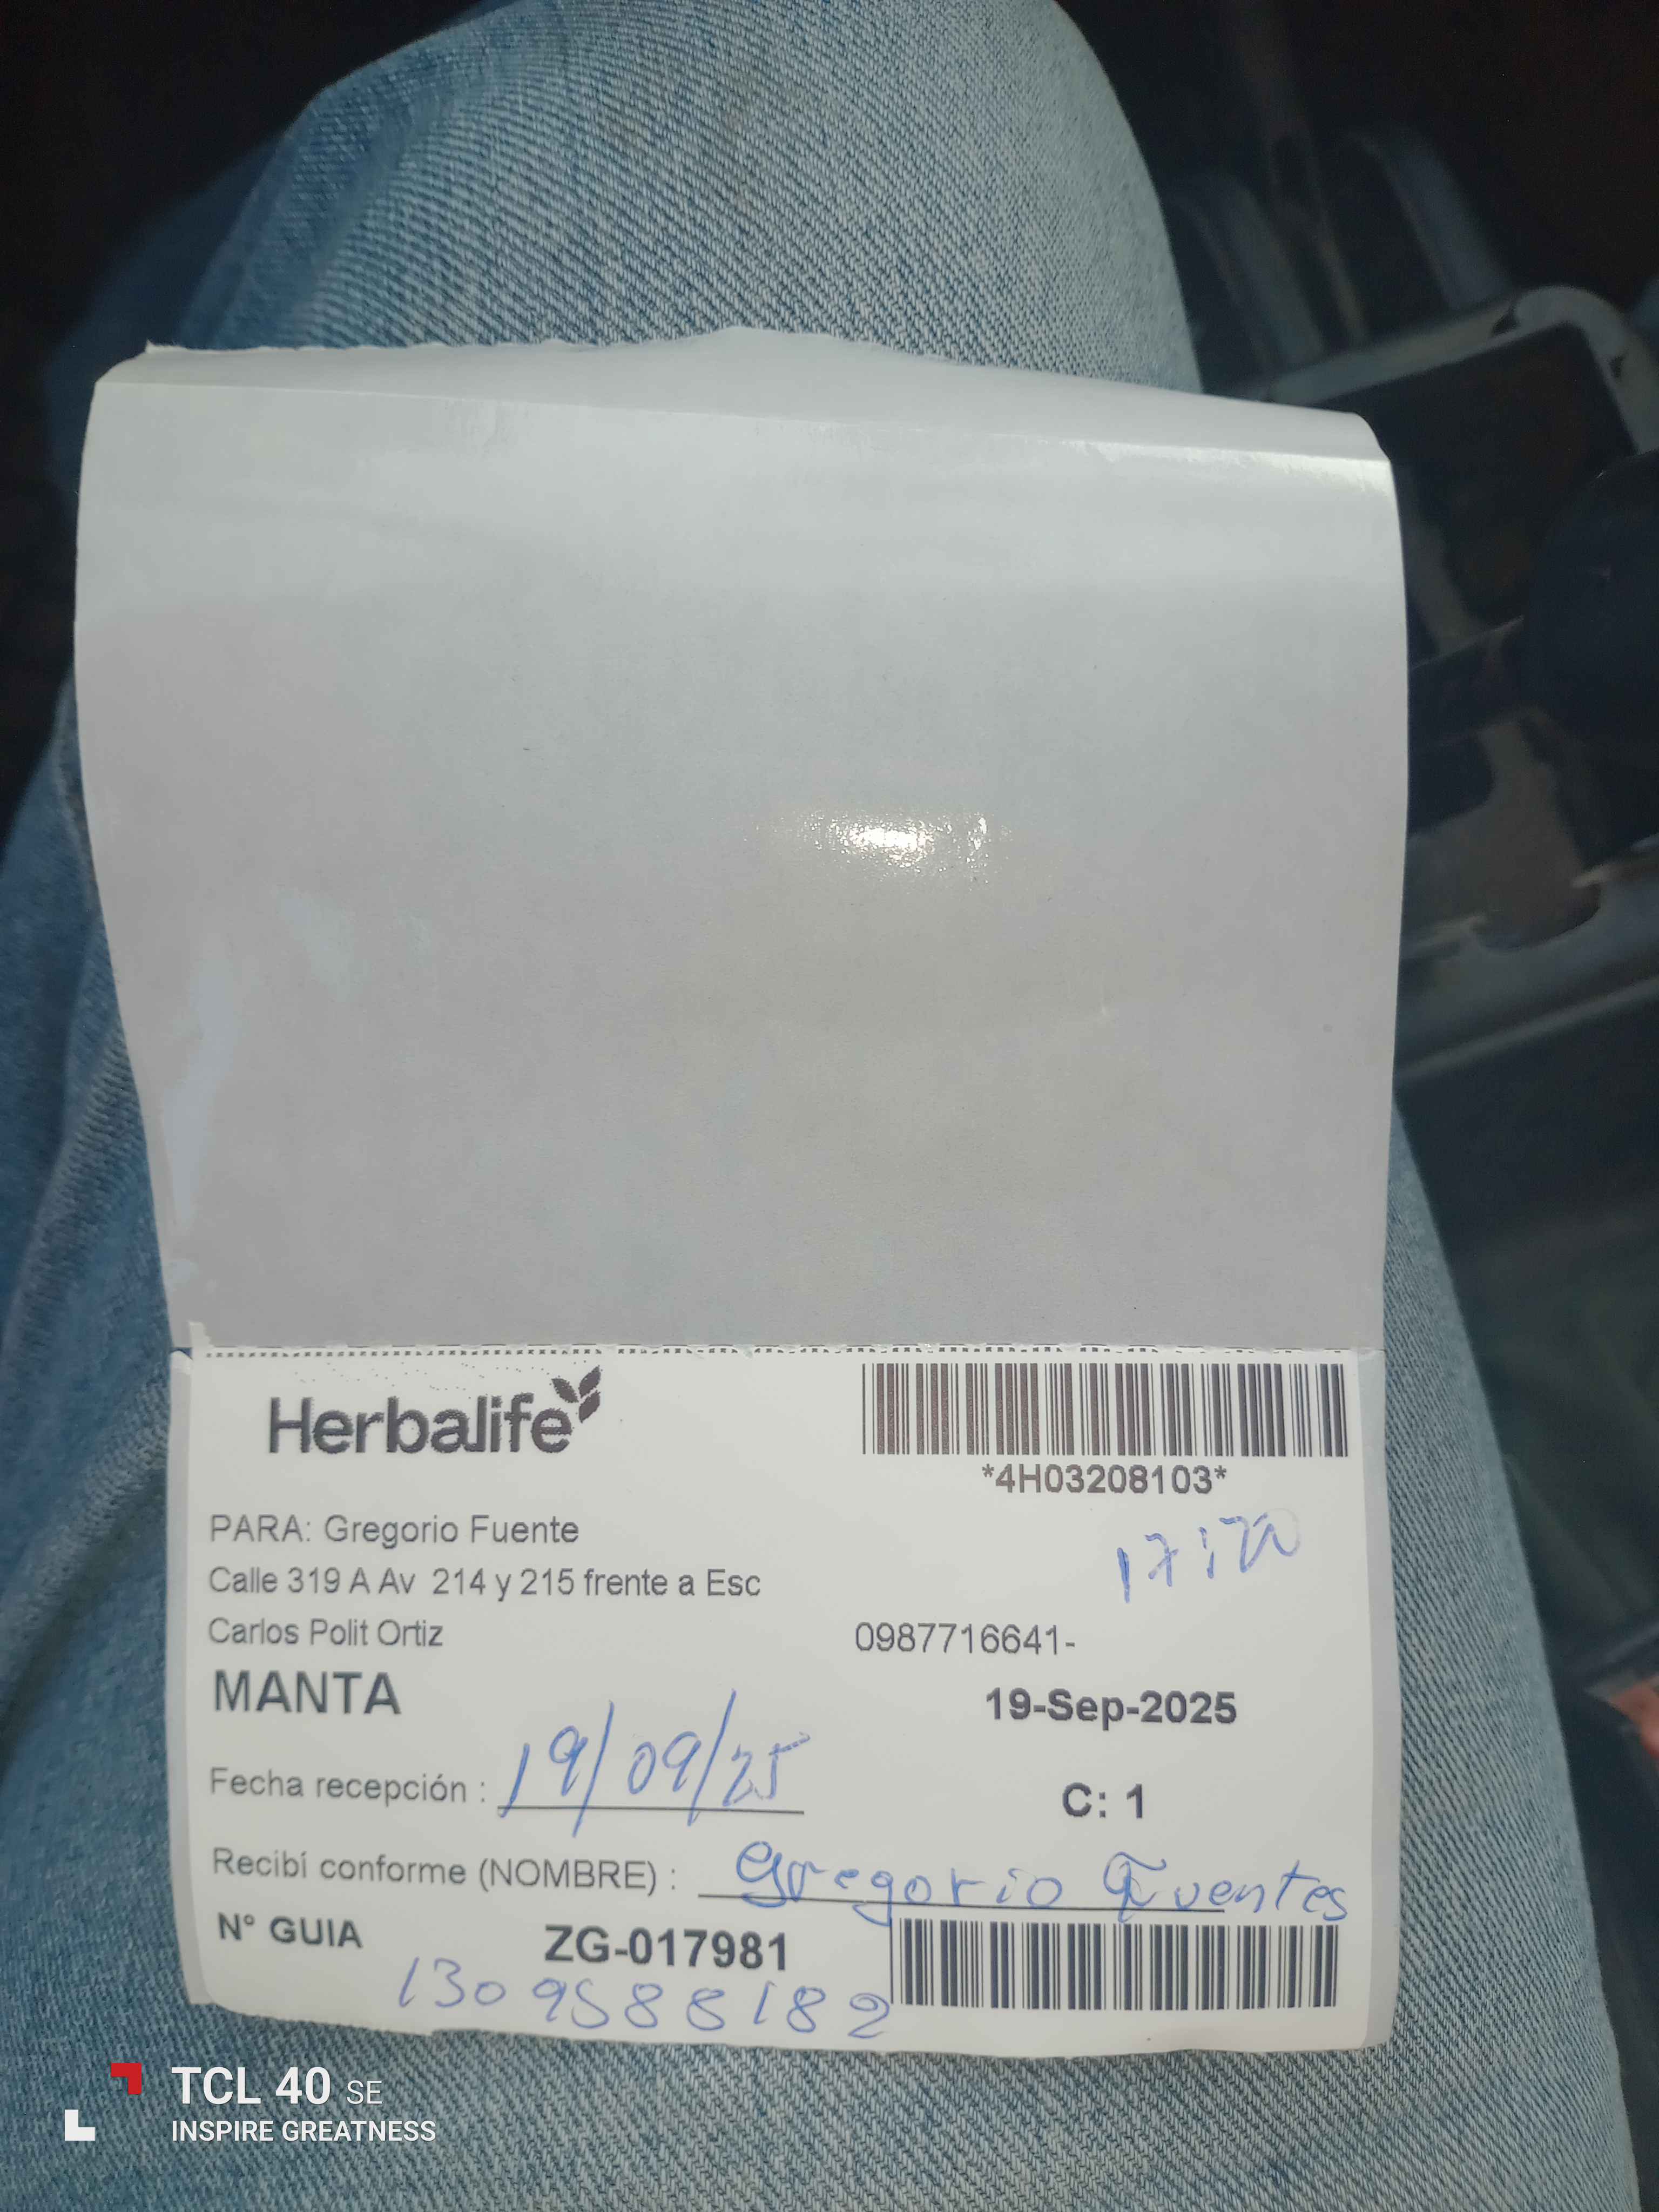 Herbalife
*4H03208103*
PARA: Gregorio Fuente
17:20
Calle 319 A Av 214 y 215 frente a Esc
Carlos Polit Ortiz
0987716641-
MANTA
19-Sep-2025
Fecha recepción : 19/09/25
C: 1
Recibí conforme (NOMBRE) : Gregorio Fuentes
N° GUIA ZG-017981
1309588182
TCL 40 SE
INSPIRE GREATNESS